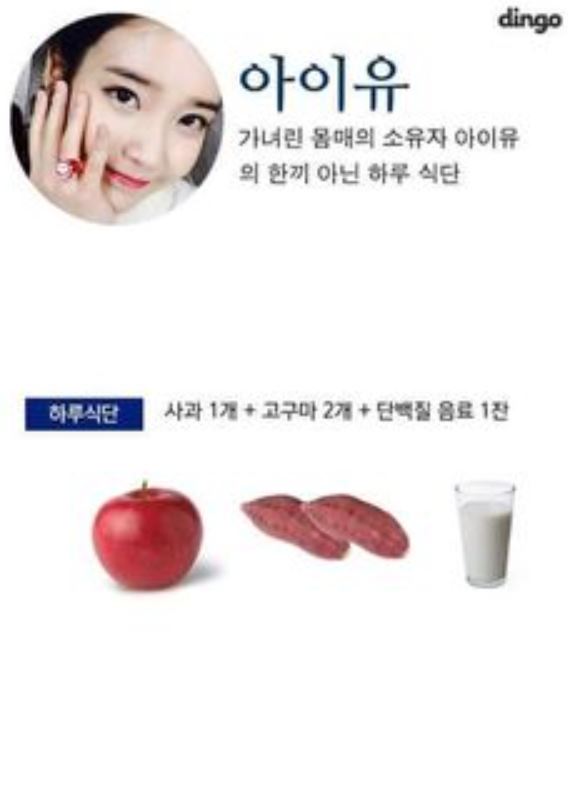 dingo
아이유
가녀린 몸매의 소유자 아이유
의 한끼 아닌 하루 식단
하루식단 사과 1개 + 고구마 2개 + 단백질 음료 1잔